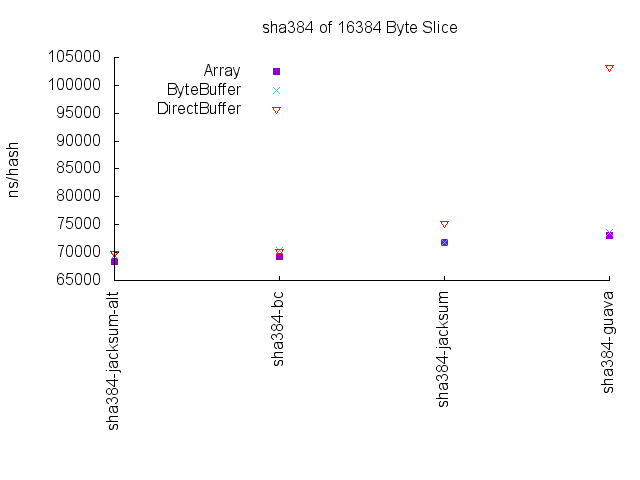 sha384 of 16384 Byte Slice
105000
100000
95000
90000
85000
80000
75000
70000
65000
ns/hash
Array
ByteBuffer
DirectBuffer
sha384-jacksum-alt
sha384-bc
sha384-jacksum
sha384-guava